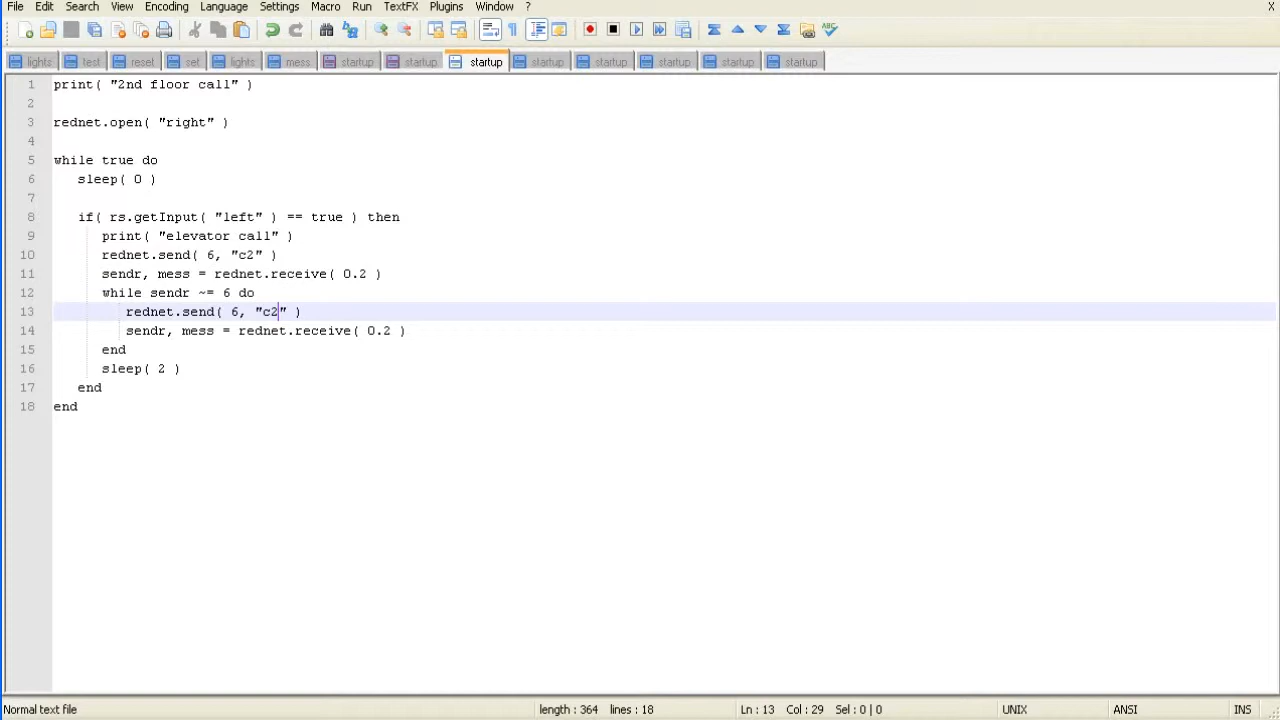 File Edit Search View Encoding Language Settings Macro Run TextFX Plugins Window ? X
lights test reset set lights mess startup startup startup startup startup startup startup startup
1 print( "2nd floor call" )
2
3 rednet.open( "right" )
4
5 while true do
6 sleep( 0 )
7
8 if( rs.getInput( "left" ) == true ) then
9 print( "elevator call" )
10 rednet.send( 6, "c2" )
11 sendr, mess = rednet.receive( 0.2 )
12 while sendr ~= 6 do
13 rednet.send( 6, "c2" )
14 sendr, mess = rednet.receive( 0.2 )
15 end
16 sleep( 2 )
17 end
18 end
Normal text file length : 364 lines : 18 Ln : 13 Col : 29 Sel : 0 | 0 UNIX ANSI INS